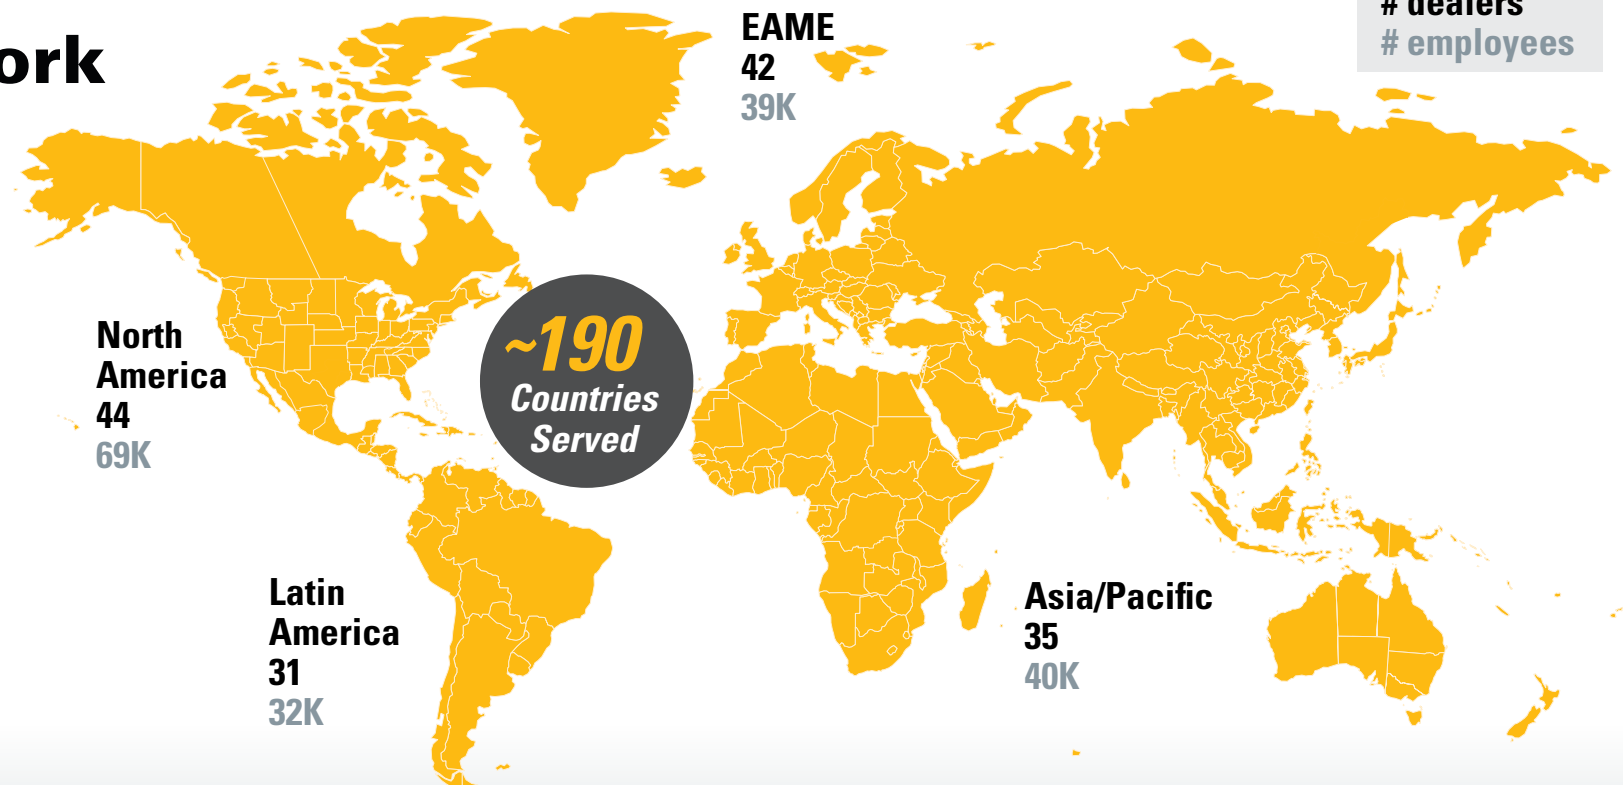 ork
EAME
42
39K
# dealers
# employees
North
America
44
69K
~190
Countries
Served
Latin
America
31
32K
Asia/Pacific
35
40K